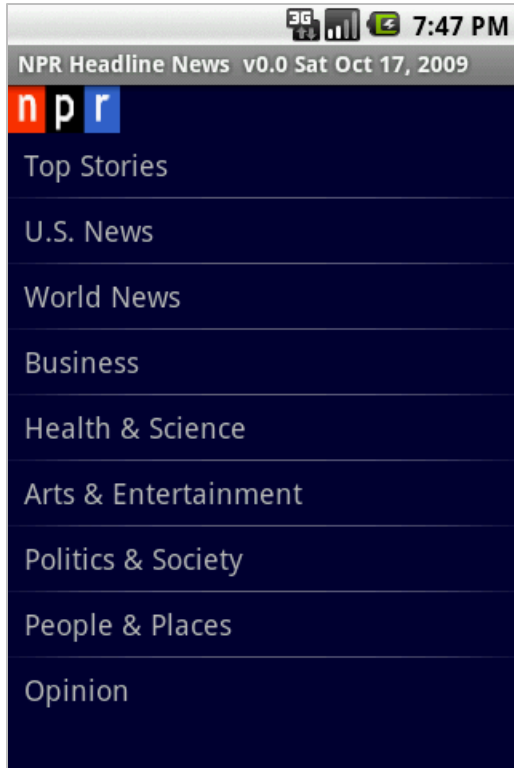 3G 7:47 PM
NPR Headline News v0.0 Sat Oct 17, 2009
n p r
Top Stories
U.S. News
World News
Business
Health & Science
Arts & Entertainment
Politics & Society
People & Places
Opinion